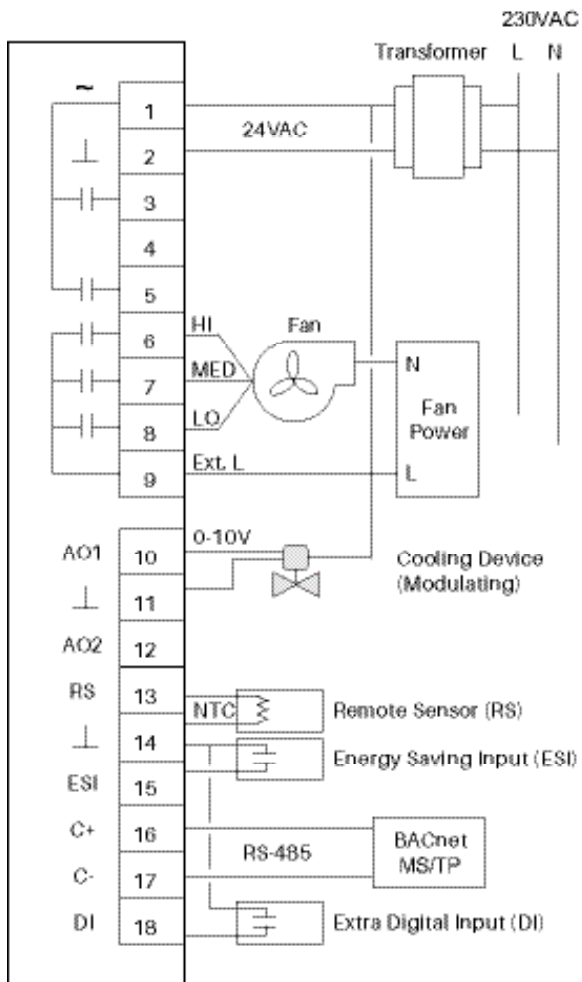 230VAC
Transformer L N
~
1
24VAC
⊥ 2
3
4
5
6 HI Fan
7 MED
8 LO
N
Fan
Power
L
9 Ext. L
AO1 10 0-10V
Cooling Device
(Modulating)
⊥ 11
AO2 12
RS 13
NTC Remote Sensor (RS)
⊥ 14
Energy Saving Input (ESI)
ESI 15
C+ 16
RS-485
BACnet
MS/TP
C- 17
DI 18 Extra Digital Input (DI)